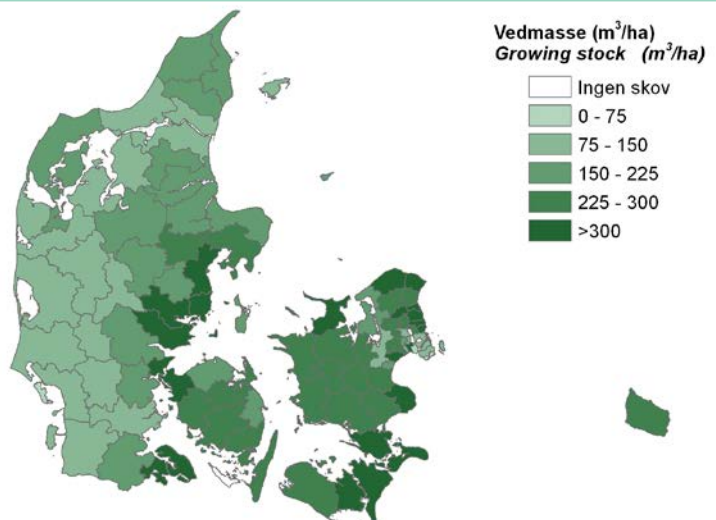 Vedmasse (m³/ha)
Growing stock (m³/ha)
Ingen skov
0 - 75
75 - 150
150 - 225
225 - 300
>300